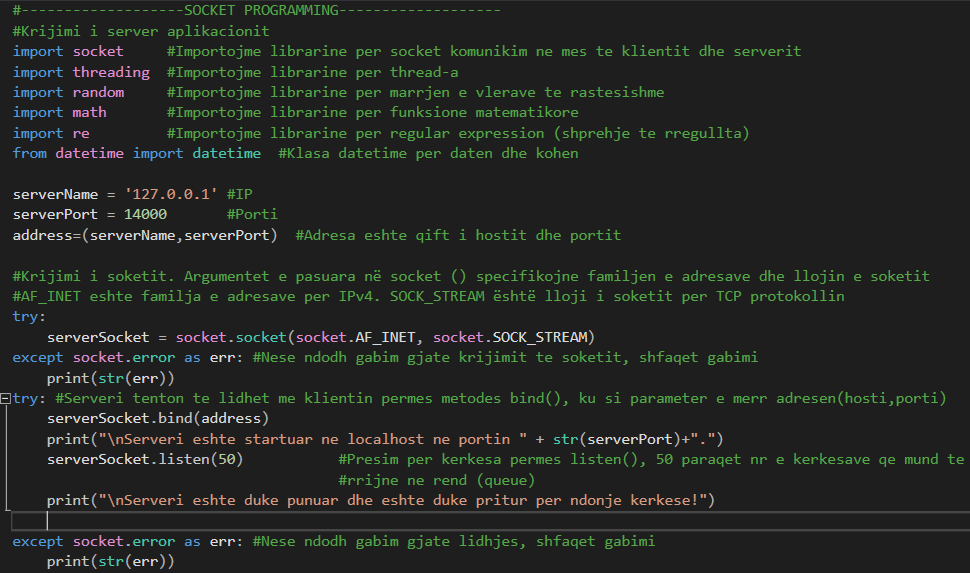 #-------------------SOCKET PROGRAMMING-------------------
#Krijimi i server aplikacionit
import socket     #Importojme librarine per socket komunikim ne mes te klientit dhe serverit
import threading  #Importojme librarine per thread-a
import random     #Importojme librarine per marrjen e vlerave te rastesishme
import math       #Importojme librarine per funksione matematikore
import re         #Importojme librarine per regular expression (shprehje te rregullta)
from datetime import datetime  #Klasa datetime per daten dhe kohen
serverName = '127.0.0.1' #IP
serverPort = 14000       #Porti
address=(serverName,serverPort)  #Adresa eshte qift i hostit dhe portit
#Krijimi i soketit. Argumentet e pasuara në socket () specifikojne familjen e adresave dhe llojin e soketit
#AF_INET eshte familja e adresave per IPv4. SOCK_STREAM është lloji i soketit per TCP protokollin
try:
    serverSocket = socket.socket(socket.AF_INET, socket.SOCK_STREAM)
except socket.error as err: #Nese ndodh gabim gjate krijimit te soketit, shfaqet gabimi
    print(str(err))
try: #Serveri tenton te lidhet me klientin permes metodes bind(), ku si parameter e merr adresen(hosti,porti)
    serverSocket.bind(address)
    print("\nServeri eshte startuar ne localhost ne portin " + str(serverPort)+".")
    serverSocket.listen(50)           #Presim per kerkesa permes listen(), 50 paraqet nr e kerkesave qe mund te
                                      #rrijne ne rend (queue)
    print("\nServeri eshte duke punuar dhe eshte duke pritur per ndonje kerkese!")
except socket.error as err: #Nese ndodh gabim gjate lidhjes, shfaqet gabimi
    print(str(err))